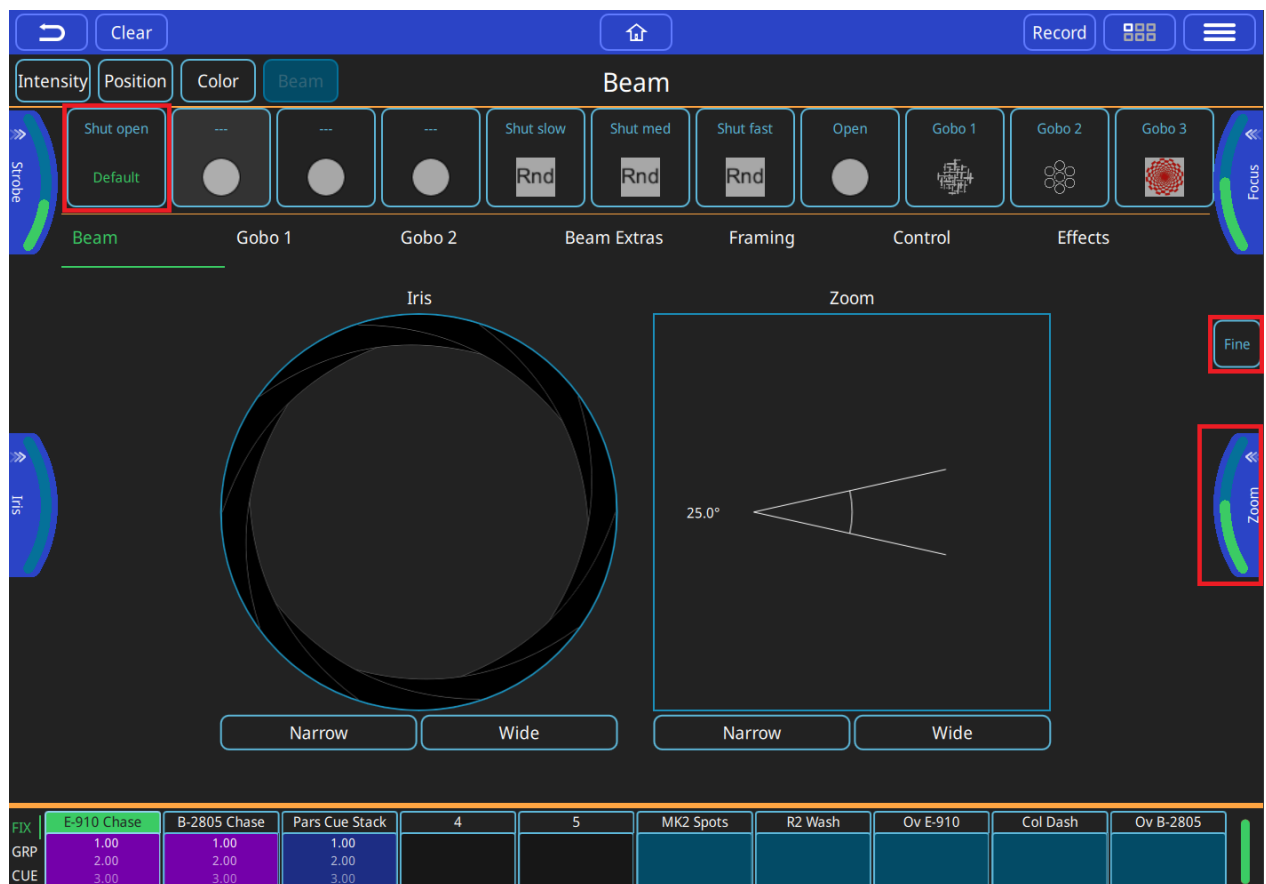 Clear
Record
Intensity Position Color Beam
Beam
Shut open --- --- --- Shut slow Shut med Shut fast Open Gobo 1 Gobo 2 Gobo 3
Default Rnd Rnd Rnd
Strobe
Focus
Beam Gobo 1 Gobo 2 Beam Extras Framing Control Effects
Iris Zoom
Fine
Iris
25.0°
Zoom
Narrow Wide Narrow Wide
FIX E-910 Chase B-2805 Chase Pars Cue Stack 4 5 MK2 Spots R2 Wash Ov E-910 Col Dash Ov B-2805
1.00 1.00 1.00
GRP 2.00 2.00 2.00
CUE 3.00 3.00 3.00